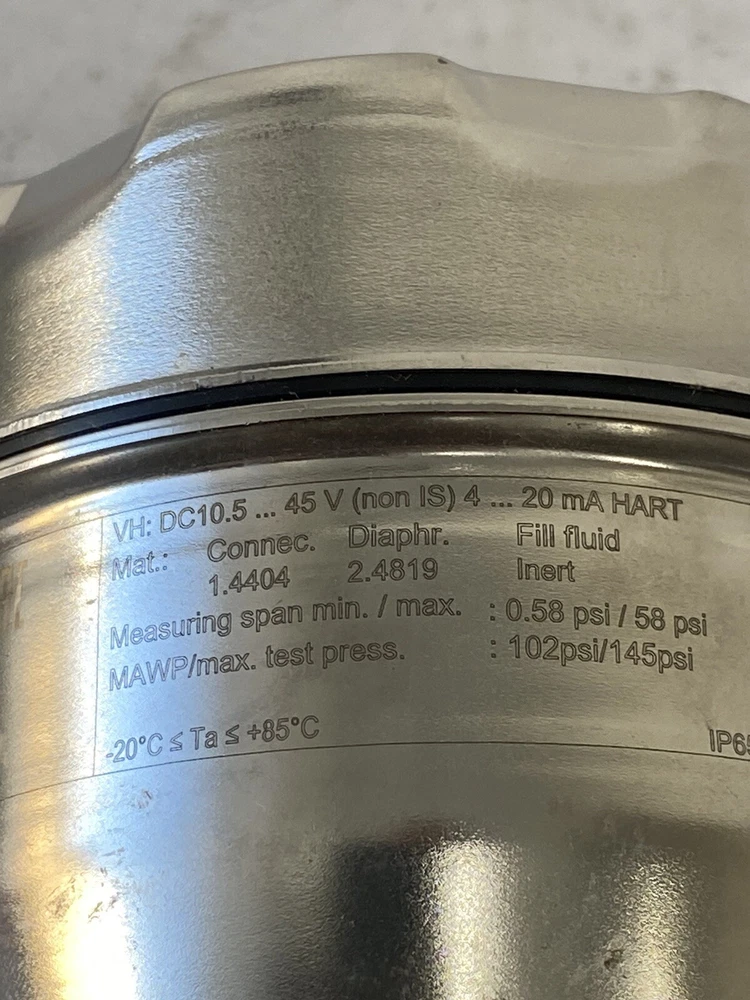 VH: DC10.5 ... 45 V (non IS) 4 ... 20 mA HART
Mat.: Connec. Diaphr. Fill fluid
1.4404 2.4819 Inert
Measuring span min. / max. : 0.58 psi / 58 psi
MAWP/max. test press. : 102psi/145psi
-20°C ≤ Ta ≤ +85°C IP65